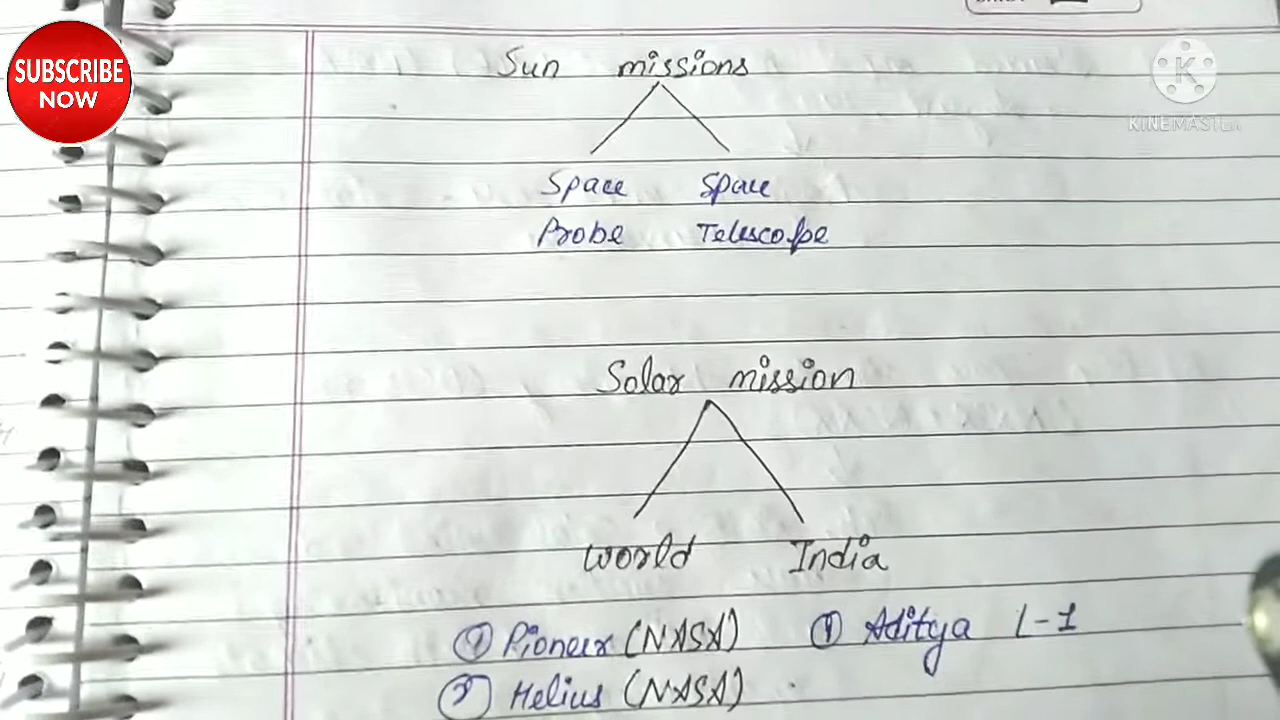 SUBSCRIBE
NOW
KINEMASTER
Sun missions
Space Space
Probe Telescope
Solar mission
World India
① Pioneer (NASA) ① Aditya L-1
② Helius (NASA)